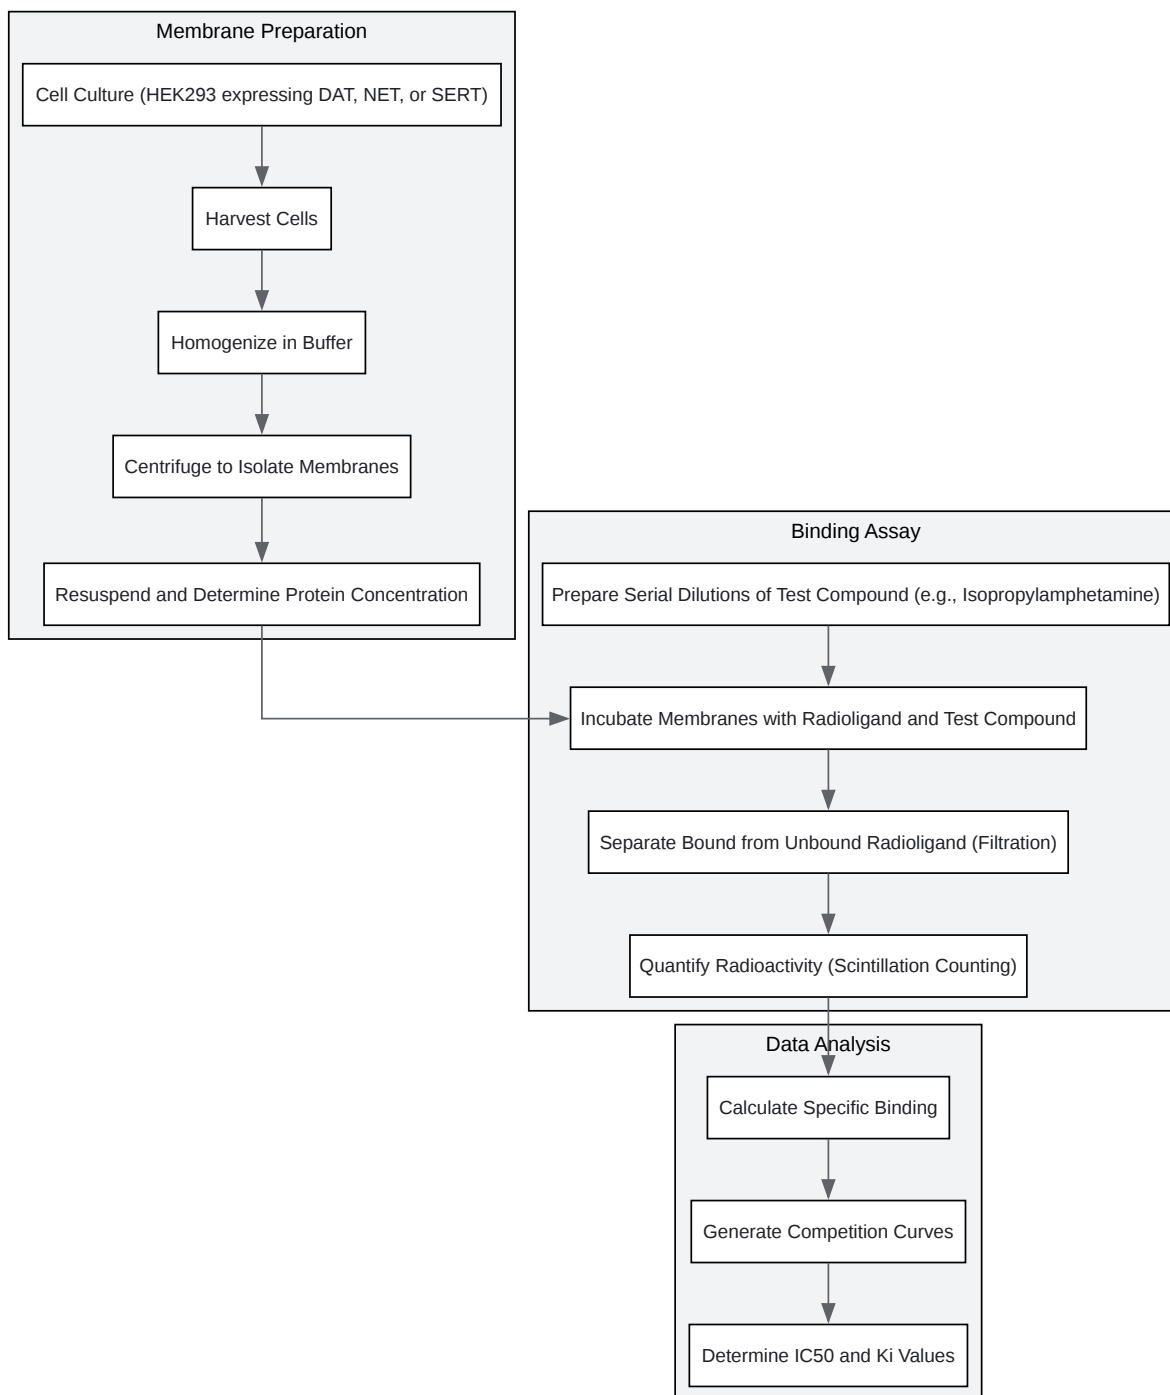 Membrane Preparation
Cell Culture (HEK293 expressing DAT, NET, or SERT)
Harvest Cells
Homogenize in Buffer
Centrifuge to Isolate Membranes
Resuspend and Determine Protein Concentration
Binding Assay
Prepare Serial Dilutions of Test Compound (e.g., Isopropylamphetamine)
Incubate Membranes with Radioligand and Test Compound
Separate Bound from Unbound Radioligand (Filtration)
Quantify Radioactivity (Scintillation Counting)
Data Analysis
Calculate Specific Binding
Generate Competition Curves
Determine IC50 and Ki Values